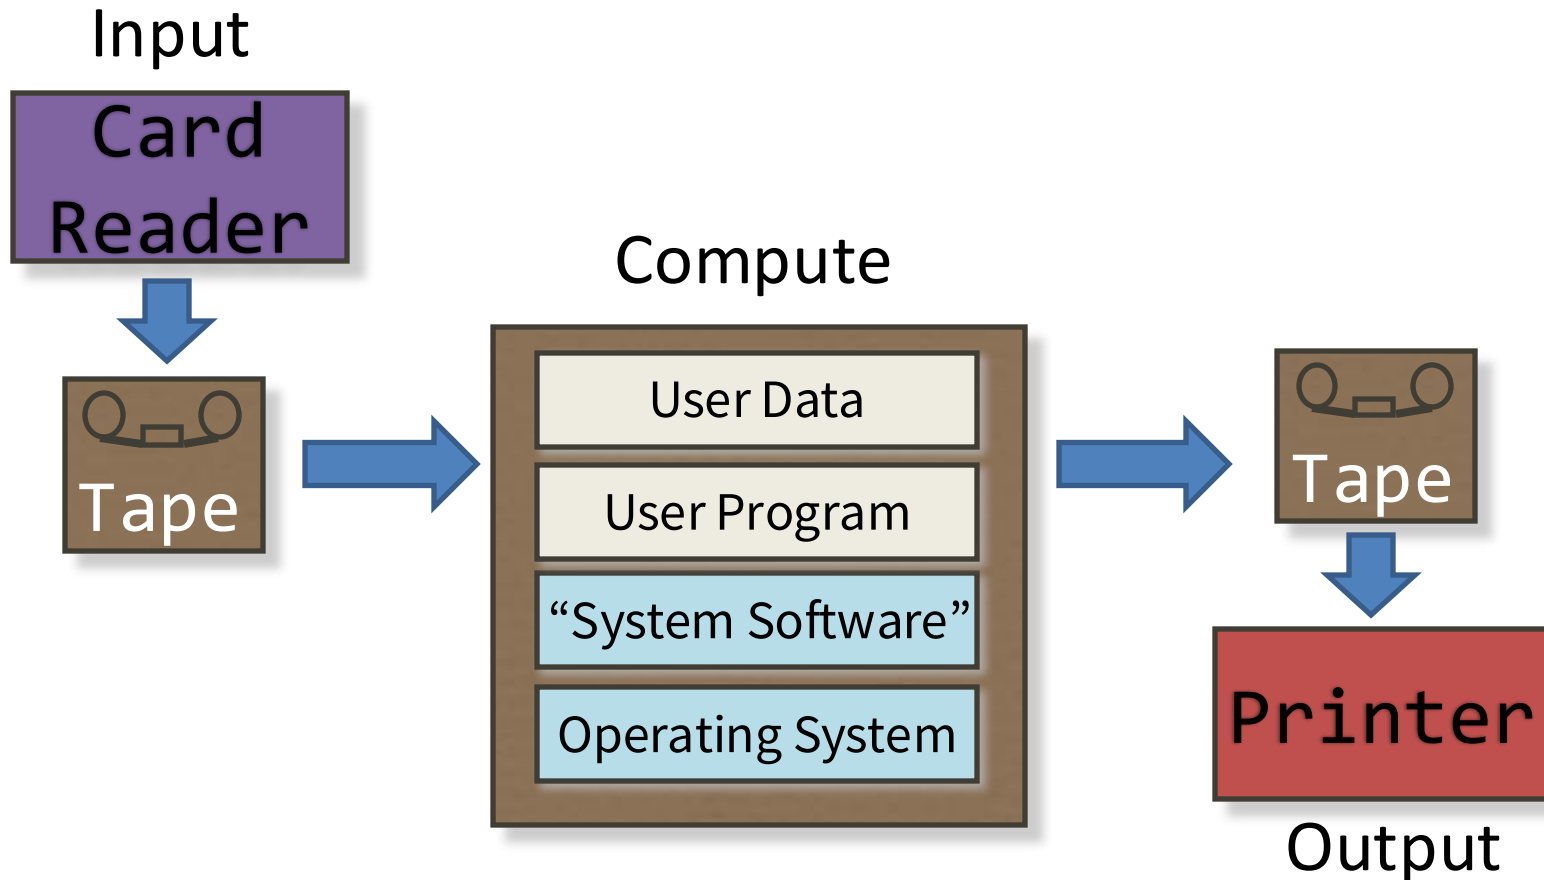 Input
Card
Reader
Tape
Compute
User Data
User Program
“System Software”
Operating System
Tape
Printer
Output